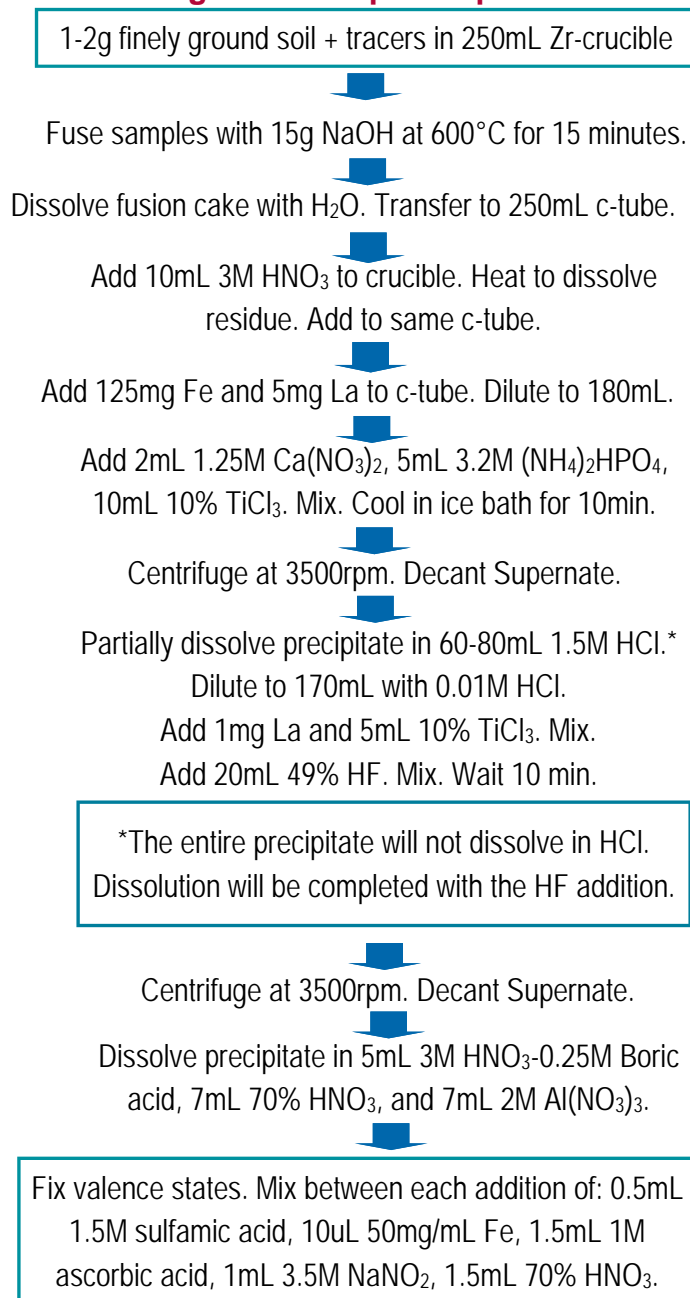 1-2g finely ground soil + tracers in 250mL Zr-crucible
Fuse samples with 15g NaOH at 600°C for 15 minutes.
Dissolve fusion cake with H₂O. Transfer to 250mL c-tube.
Add 10mL 3M HNO₃ to crucible. Heat to dissolve
residue. Add to same c-tube.
Add 125mg Fe and 5mg La to c-tube. Dilute to 180mL.
Add 2mL 1.25M Ca(NO₃)₂, 5mL 3.2M (NH₄)₂HPO₄,
10mL 10% TiCl₃. Mix. Cool in ice bath for 10min.
Centrifuge at 3500rpm. Decant Supernate.
Partially dissolve precipitate in 60-80mL 1.5M HCl.*
Dilute to 170mL with 0.01M HCl.
Add 1mg La and 5mL 10% TiCl₃. Mix.
Add 20mL 49% HF. Mix. Wait 10 min.
*The entire precipitate will not dissolve in HCl.
Dissolution will be completed with the HF addition.
Centrifuge at 3500rpm. Decant Supernate.
Dissolve precipitate in 5mL 3M HNO₃-0.25M Boric
acid, 7mL 70% HNO₃, and 7mL 2M Al(NO₃)₃.
Fix valence states. Mix between each addition of: 0.5mL
1.5M sulfamic acid, 10uL 50mg/mL Fe, 1.5mL 1M
ascorbic acid, 1mL 3.5M NaNO₂, 1.5mL 70% HNO₃.